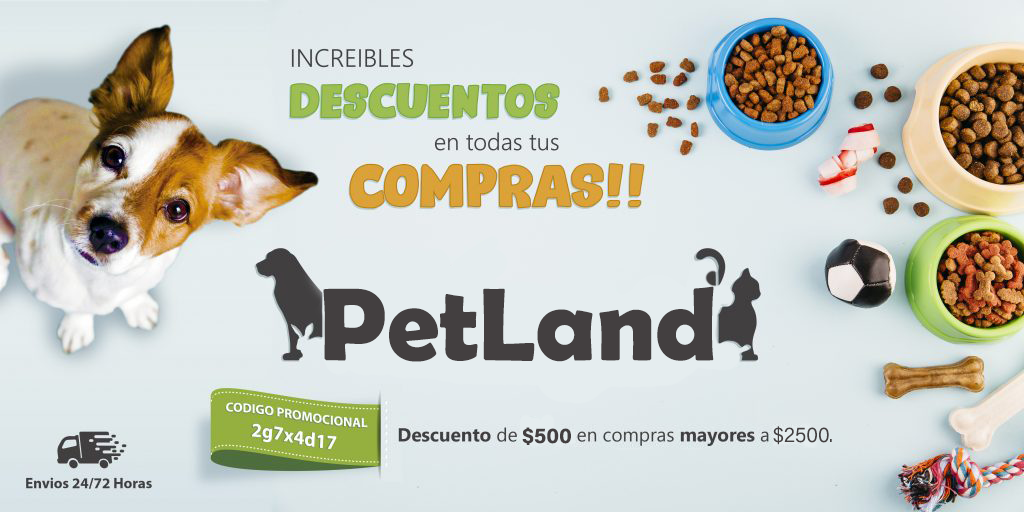 INCREIBLES
DESCUENTOS
en todas tus
COMPRAS!!
PetLand
CODIGO PROMOCIONAL
2g7x4d17
Descuento de $500 en compras mayores a $2500.
Envios 24/72 Horas